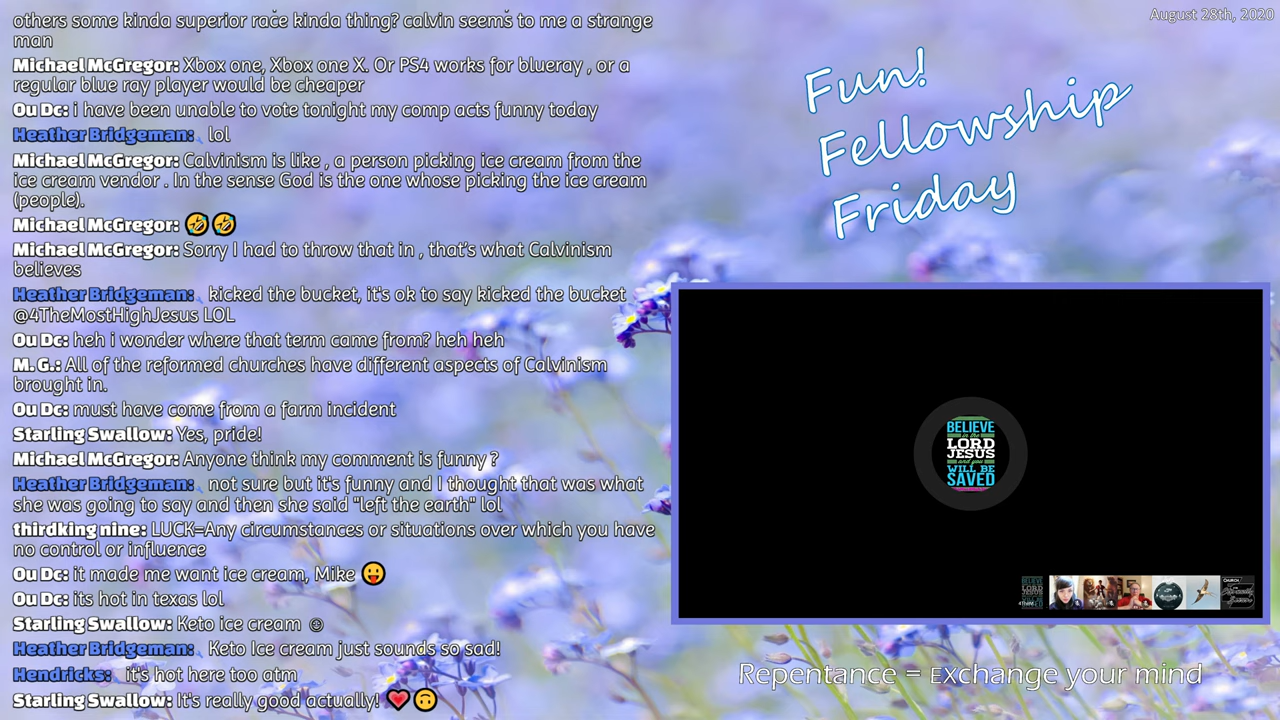 others some kinda superior race kinda thing? calvin seems to me a strange
man
Michael McGregor: Xbox one, Xbox one X. Or PS4 works for blueray , or a
regular blue ray player would be cheaper
Ou Dc: i have been unable to vote tonight my comp acts funny today
Heather Bridgeman: lol
Michael McGregor: Calvinism is like , a person picking ice cream from the
ice cream vendor . In the sense God is the one whose picking the ice cream
(people).
Michael McGregor: 🤣🤣
Michael McGregor: Sorry I had to throw that in , that's what Calvinism
believes
Heather Bridgeman: kicked the bucket, it's ok to say kicked the bucket
@4TheMostHighJesus LOL
Ou Dc: heh i wonder where that term came from? heh heh
M. G.: All of the reformed churches have different aspects of Calvinism
brought in.
Ou Dc: must have come from a farm incident
Starling Swallow: Yes, pride!
Michael McGregor: Anyone think my comment is funny ?
Heather Bridgeman: not sure but it's funny and I thought that was what
she was going to say and then she said "left the earth" lol
thirdking nine: LUCK=Any circumstances or situations over which you have
no control or influence
Ou Dc: it made me want ice cream, Mike 😛
Ou Dc: its hot in texas lol
Starling Swallow: Keto ice cream ☺
Heather Bridgeman: Keto Ice cream just sounds so sad!
Hendricks: it's hot here too atm
Starling Swallow: It's really good actually! ❤️🙃
August 28th, 2020
Fun!
Fellowship
Friday
BELIEVE
in the
LORD
JESUS
and you
WILL BE
SAVED
Repentance = Exchange your mind